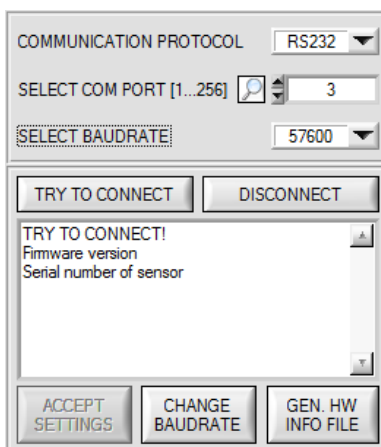 COMMUNICATION PROTOCOL RS232
SELECT COM PORT [1...256] 3
SELECT BAUDRATE 57600
TRY TO CONNECT DISCONNECT
TRY TO CONNECT!
Firmware version
Serial number of sensor
ACCEPT SETTINGS
CHANGE BAUDRATE
GEN. HW INFO FILE